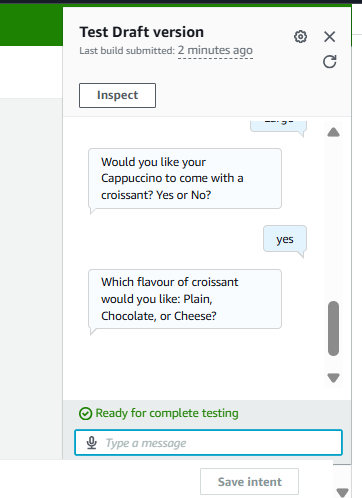 Test Draft version
Last build submitted: 2 minutes ago
Inspect
Would you like your
Cappuccino to come with a
croissant? Yes or No?
yes
Which flavour of croissant
would you like: Plain,
Chocolate, or Cheese?
Ready for complete testing
Type a message
Save intent